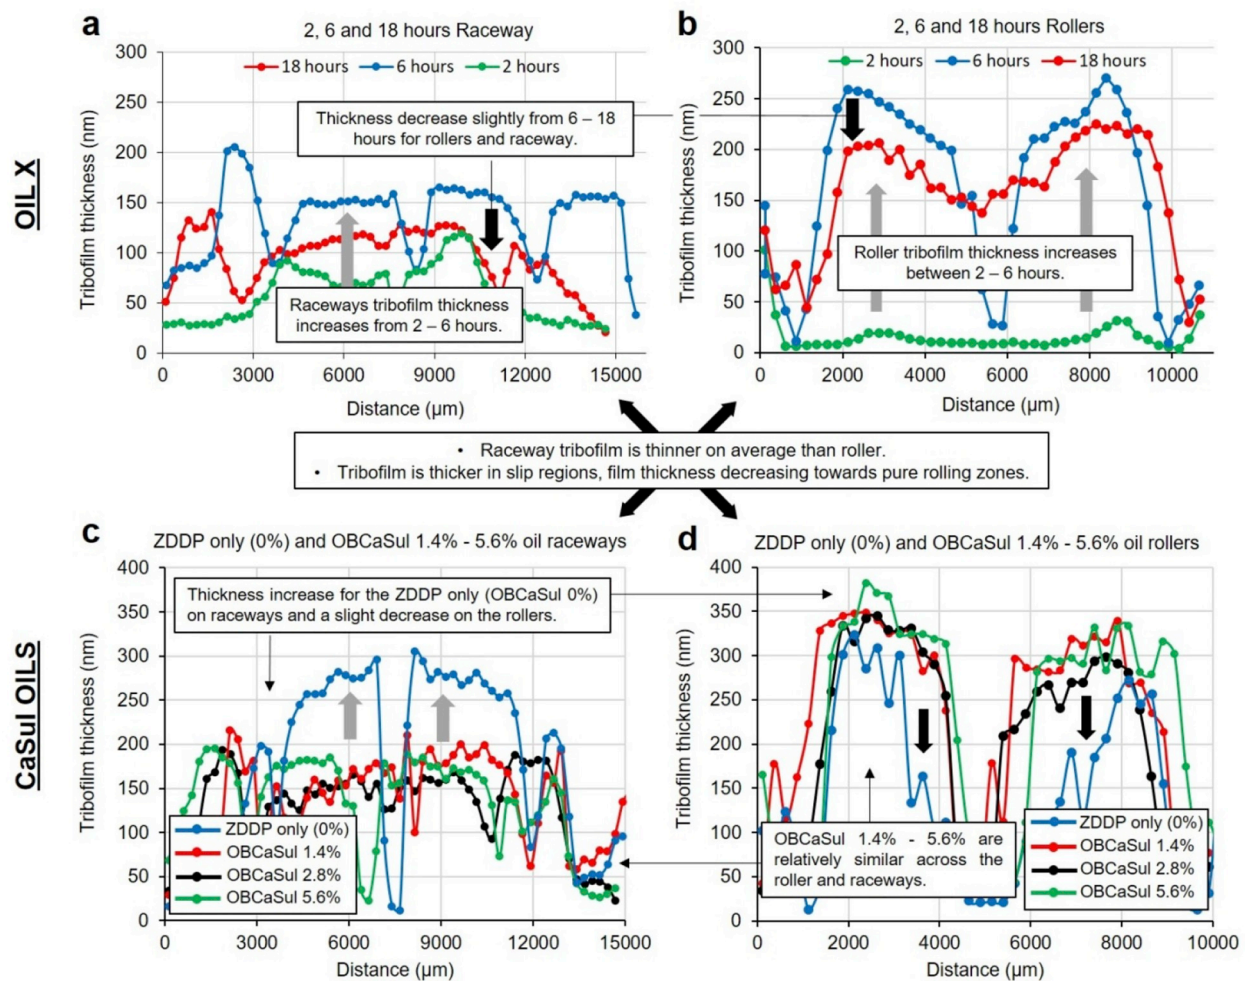 OIL X
a
2, 6 and 18 hours Raceway
Tribofilm thickness (nm)
300
250
200
150
100
50
0
18 hours
6 hours
2 hours
Thickness decrease slightly from 6 – 18
hours for rollers and raceway.
Raceways tribofilm thickness
increases from 2 – 6 hours.
0
3000
6000
9000
12000
15000
Distance (µm)
b
2, 6 and 18 hours Rollers
Tribofilm thickness (nm)
300
250
200
150
100
50
0
2 hours
6 hours
18 hours
Roller tribofilm thickness increases
between 2 – 6 hours.
0
2000
4000
6000
8000
10000
Distance (µm)
• Raceway tribofilm is thinner on average than roller.
• Tribofilm is thicker in slip regions, film thickness decreasing towards pure rolling zones.
CaSul OILS
c
ZDDP only (0%) and OBCaSul 1.4% - 5.6% oil raceways
Tribofilm thickness (nm)
400
350
300
250
200
150
100
50
0
Thickness increase for the ZDDP only (OBCaSul 0%)
on raceways and a slight decrease on the rollers.
ZDDP only (0%)
OBCaSul 1.4%
OBCaSul 2.8%
OBCaSul 5.6%
0
3000
6000
9000
12000
15000
Distance (µm)
d
ZDDP only (0%) and OBCaSul 1.4% - 5.6% oil rollers
Tribofilm thickness (nm)
400
350
300
250
200
150
100
50
0
OBCaSul 1.4% - 5.6% are
relatively similar across the
roller and raceways.
ZDDP only (0%)
OBCaSul 1.4%
OBCaSul 2.8%
OBCaSul 5.6%
0
2000
4000
6000
8000
10000
Distance (µm)